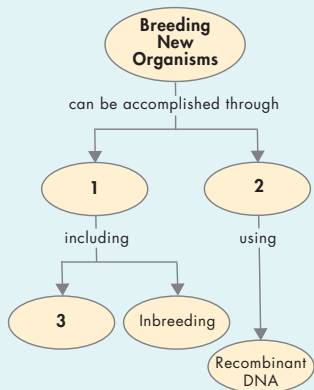 Breeding
New
Organisms
can be accomplished through
1
2
including
using
3
Inbreeding
Recombinant
DNA